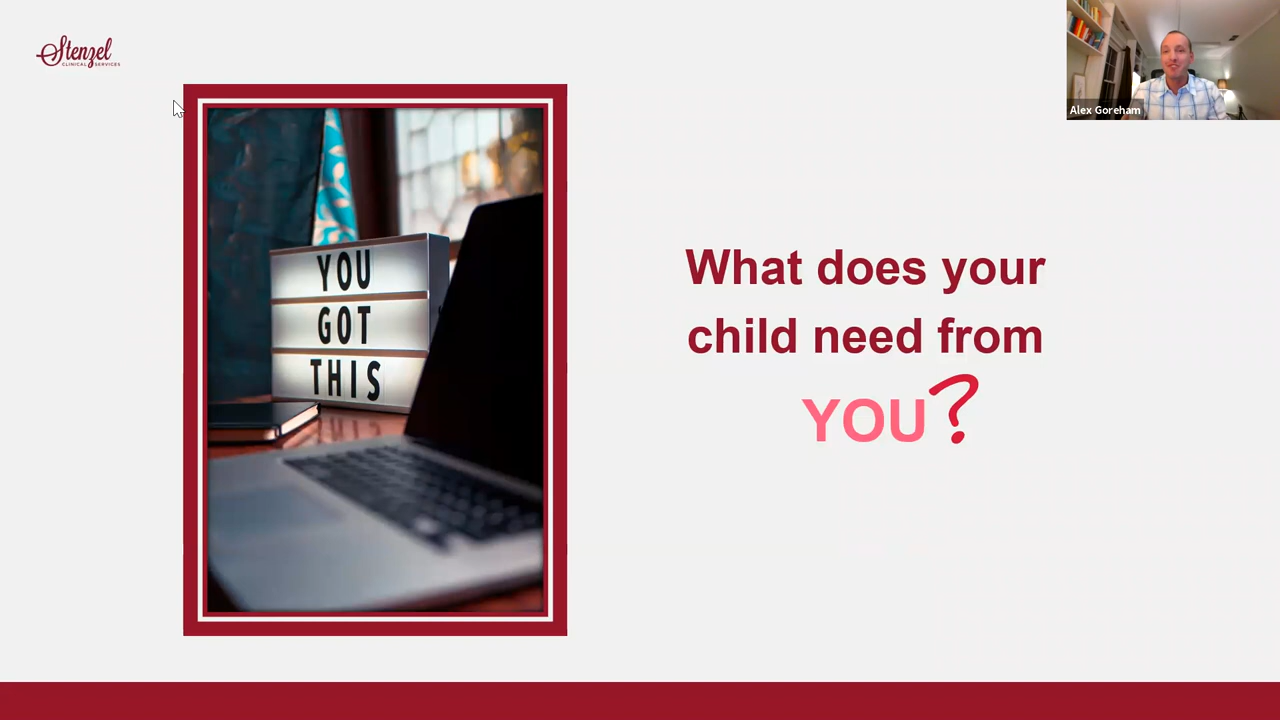 Stenzel
CLINICAL SERVICES
Alex Goreham
YOU
GOT
THIS
What does your
child need from
YOU?